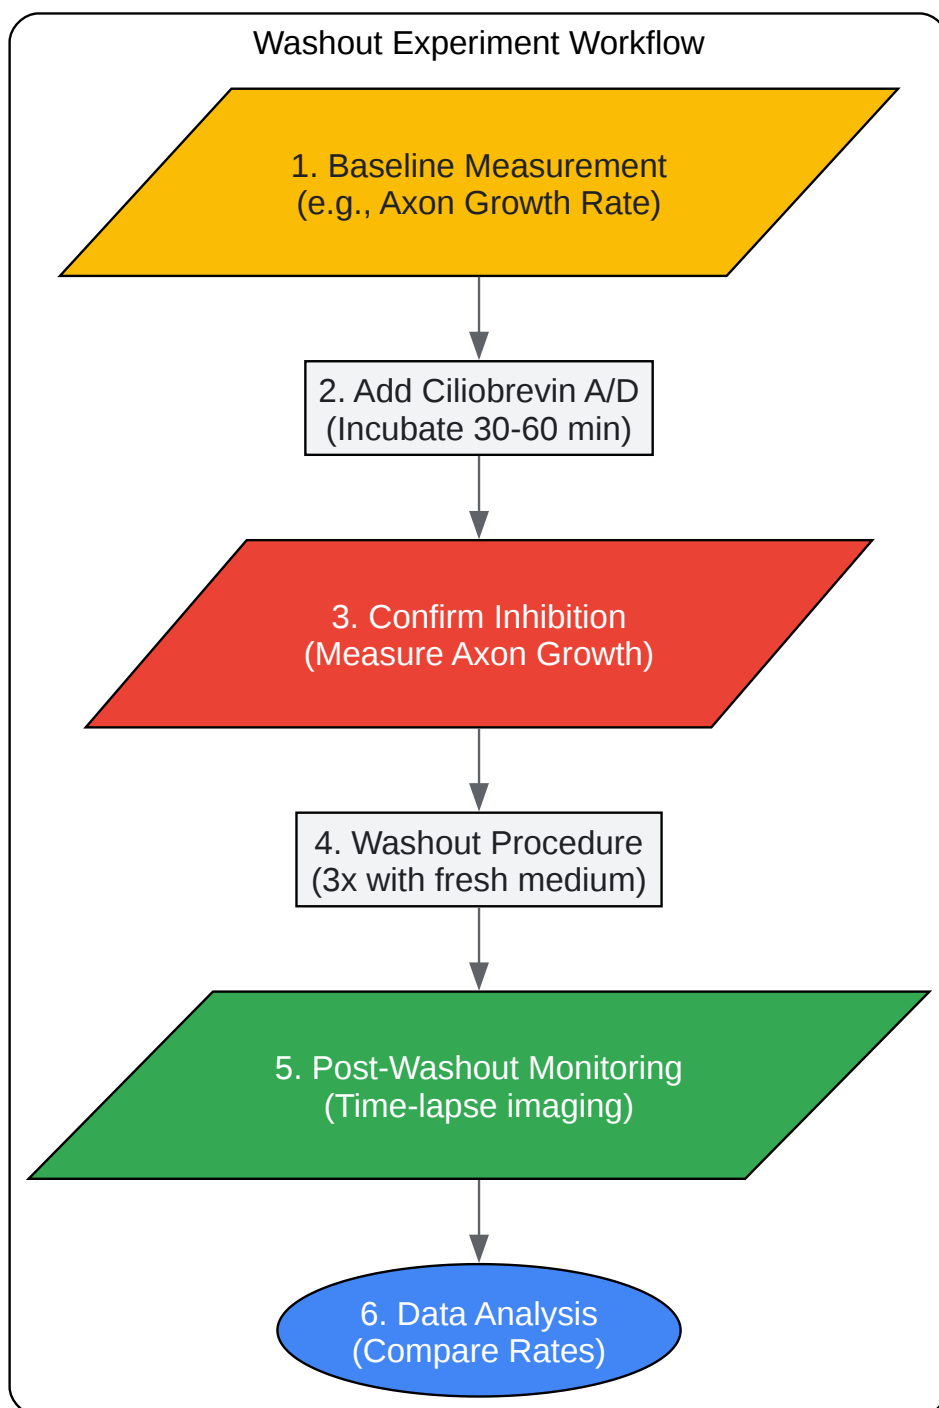 Washout Experiment Workflow
1. Baseline Measurement
(e.g., Axon Growth Rate)
2. Add Ciliobrevin A/D
(Incubate 30-60 min)
3. Confirm Inhibition
(Measure Axon Growth)
4. Washout Procedure
(3x with fresh medium)
5. Post-Washout Monitoring
(Time-lapse imaging)
6. Data Analysis
(Compare Rates)